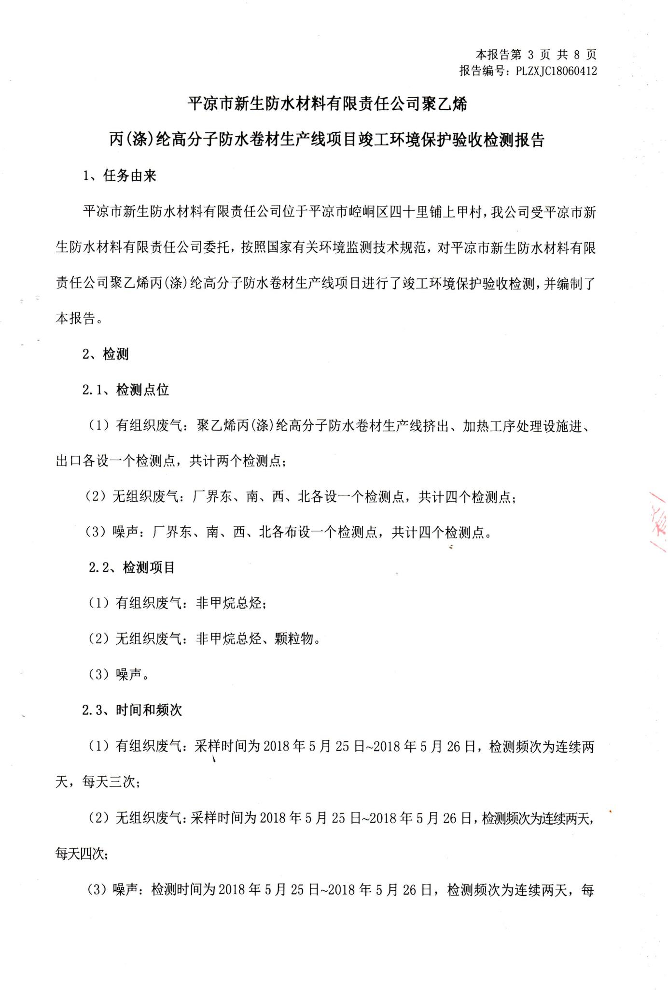 本报告第 3 页 共 8 页
报告编号：PLZXJC18060412
平凉市新生防水材料有限责任公司聚乙烯
丙(涤)纶高分子防水卷材生产线项目竣工环境保护验收检测报告
1、任务由来
平凉市新生防水材料有限责任公司位于平凉市崆峒区四十里铺上甲村，我公司受平凉市新
生防水材料有限责任公司委托，按照国家有关环境监测技术规范，对平凉市新生防水材料有限
责任公司聚乙烯丙(涤)纶高分子防水卷材生产线项目进行了竣工环境保护验收检测，并编制了
本报告。
2、检测
2.1、检测点位
（1）有组织废气：聚乙烯丙(涤)纶高分子防水卷材生产线挤出、加热工序处理设施进、
出口各设一个检测点，共计两个检测点；
（2）无组织废气：厂界东、南、西、北各设一个检测点，共计四个检测点；
（3）噪声：厂界东、南、西、北各布设一个检测点，共计四个检测点。
2.2、检测项目
（1）有组织废气：非甲烷总烃；
（2）无组织废气：非甲烷总烃、颗粒物。
（3）噪声。
2.3、时间和频次
（1）有组织废气：采样时间为 2018 年 5 月 25 日~2018 年 5 月 26 日，检测频次为连续两
天，每天三次；
（2）无组织废气：采样时间为 2018 年 5 月 25 日~2018 年 5 月 26 日，检测频次为连续两天，
每天四次；
（3）噪声：检测时间为 2018 年 5 月 25 日~2018 年 5 月 26 日，检测频次为连续两天，每